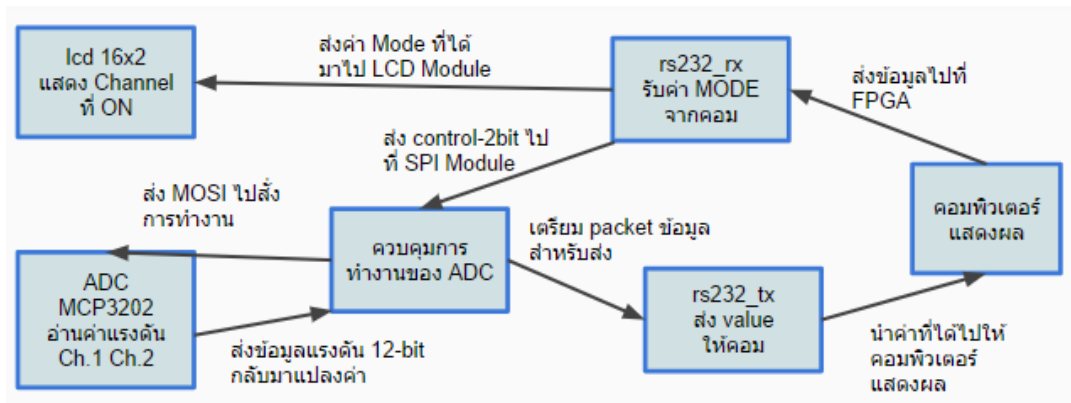 lcd 16x2
แสดง Channel
ที่ ON
ส่งค่า Mode ที่ได้
มาไป LCD Module
rs232_rx
รับค่า MODE
จากคอม
ส่งข้อมูลไปที่
FPGA
ส่ง control-2bit ไป
ที่ SPI Module
ส่ง MOSI ไปสั่ง
การทำงาน
ควบคุมการ
ทำงานของ ADC
เตรียม packet ข้อมูล
สำหรับส่ง
คอมพิวเตอร์
แสดงผล
ADC
MCP3202
อ่านค่าแรงดัน
Ch.1 Ch.2
ส่งข้อมูลแรงดัน 12-bit
กลับมาแปลงค่า
rs232_tx
ส่ง value
ให้คอม
นำค่าที่ได้ไปให้
คอมพิวเตอร์
แสดงผล